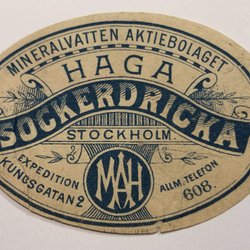 MINERALVATTEN AKTIEBOLAGET
HAGA
SOCKERDRICKA
STOCKHOLM
EXPEDITION
KUNGSGATAN 2
MAH
ALLM. TELEFON
608.